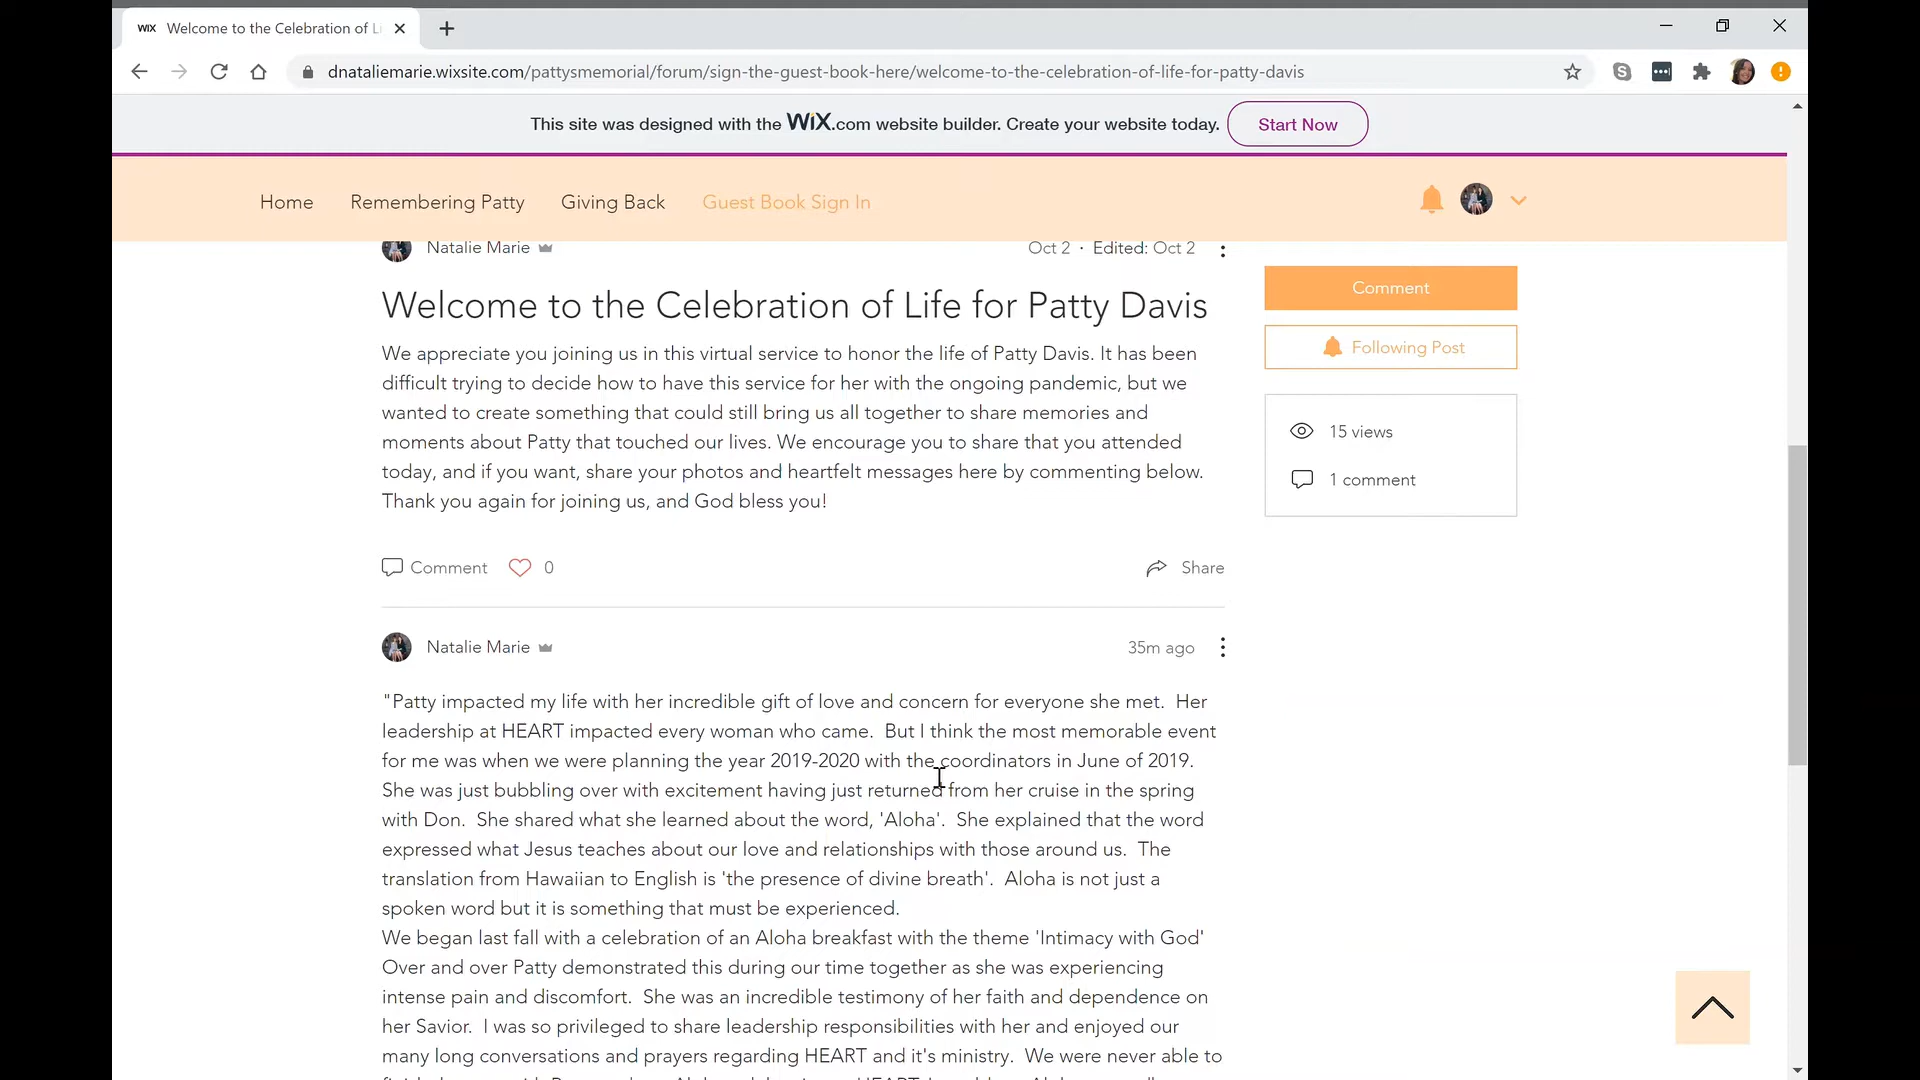 WiX Welcome to the Celebration of Li
dnataliemarie.wixsite.com/pattysmemorial/forum/sign-the-guest-book-here/welcome-to-the-celebration-of-life-for-patty-davis
This site was designed with the WiX.com website builder. Create your website today. Start Now
Home Remembering Patty Giving Back Guest Book Sign In
Natalie Marie Oct 2 · Edited: Oct 2
Welcome to the Celebration of Life for Patty Davis
We appreciate you joining us in this virtual service to honor the life of Patty Davis. It has been
difficult trying to decide how to have this service for her with the ongoing pandemic, but we
wanted to create something that could still bring us all together to share memories and
moments about Patty that touched our lives. We encourage you to share that you attended
today, and if you want, share your photos and heartfelt messages here by commenting below.
Thank you again for joining us, and God bless you!
Comment 0 Share
Comment
Following Post
15 views
1 comment
Natalie Marie 35m ago
"Patty impacted my life with her incredible gift of love and concern for everyone she met.  Her
leadership at HEART impacted every woman who came.  But I think the most memorable event
for me was when we were planning the year 2019-2020 with the coordinators in June of 2019.
She was just bubbling over with excitement having just returned from her cruise in the spring
with Don.  She shared what she learned about the word, 'Aloha'.  She explained that the word
expressed what Jesus teaches about our love and relationships with those around us.  The
translation from Hawaiian to English is 'the presence of divine breath'.  Aloha is not just a
spoken word but it is something that must be experienced.
We began last fall with a celebration of an Aloha breakfast with the theme 'Intimacy with God'
Over and over Patty demonstrated this during our time together as she was experiencing
intense pain and discomfort.  She was an incredible testimony of her faith and dependence on
her Savior.  I was so privileged to share leadership responsibilities with her and enjoyed our
many long conversations and prayers regarding HEART and it's ministry.  We were never able to